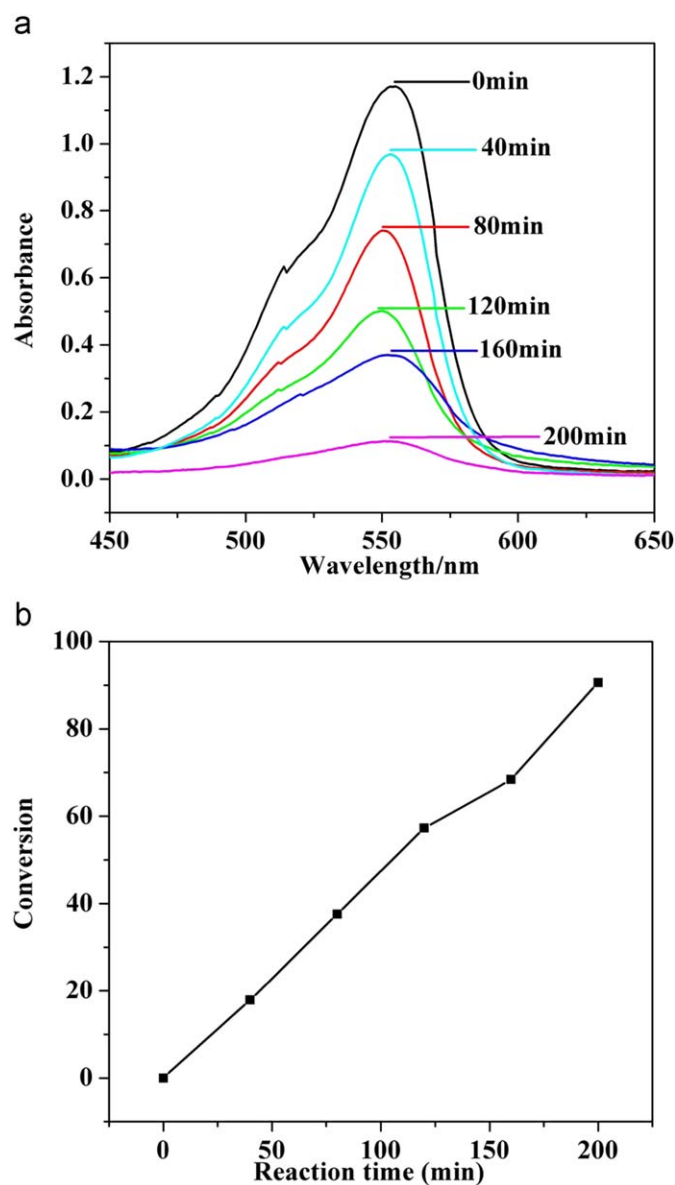 a
1.2
1.0
0.8
0.6
0.4
0.2
0.0
Absorbance
0min
40min
80min
120min
160min
200min
450 500 550 600 650
Wavelength/nm
b
100
80
60
40
20
0
Conversion
0 50 100 150 200
Reaction time (min)